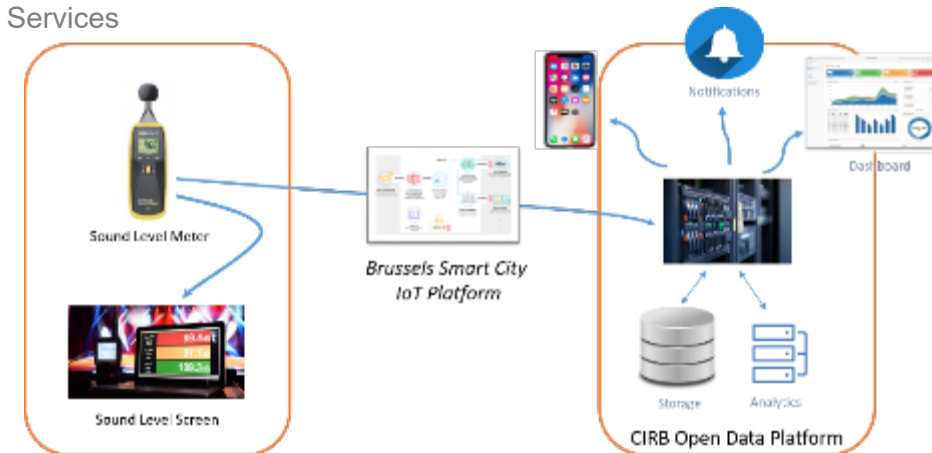 Services
Notifications
Dashboard
Sound Level Meter
Brussels Smart City
IoT Platform
Sound Level Screen
Storage
Analytics
CIRB Open Data Platform